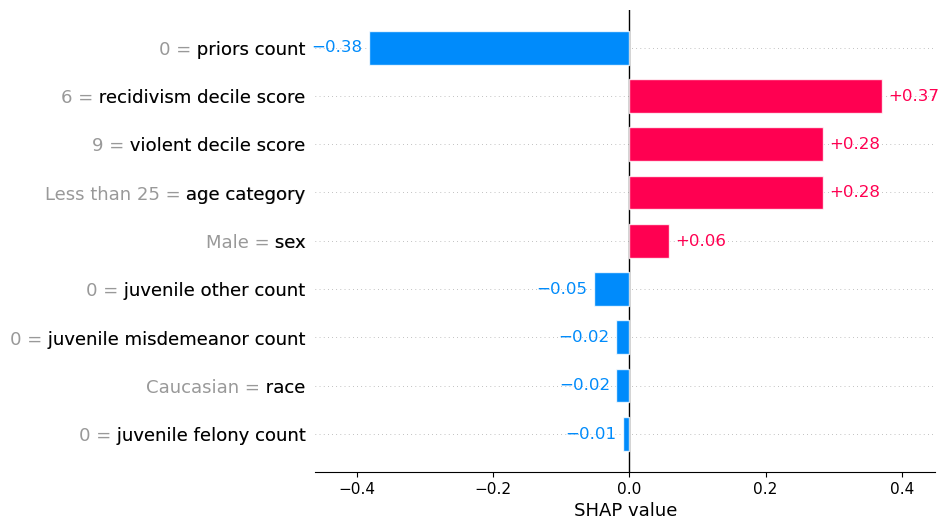 0 = priors count −0.38
6 = recidivism decile score +0.37
9 = violent decile score +0.28
Less than 25 = age category +0.28
Male = sex +0.06
0 = juvenile other count −0.05
0 = juvenile misdemeanor count −0.02
Caucasian = race −0.02
0 = juvenile felony count −0.01
−0.4 −0.2 0.0 0.2 0.4
SHAP value